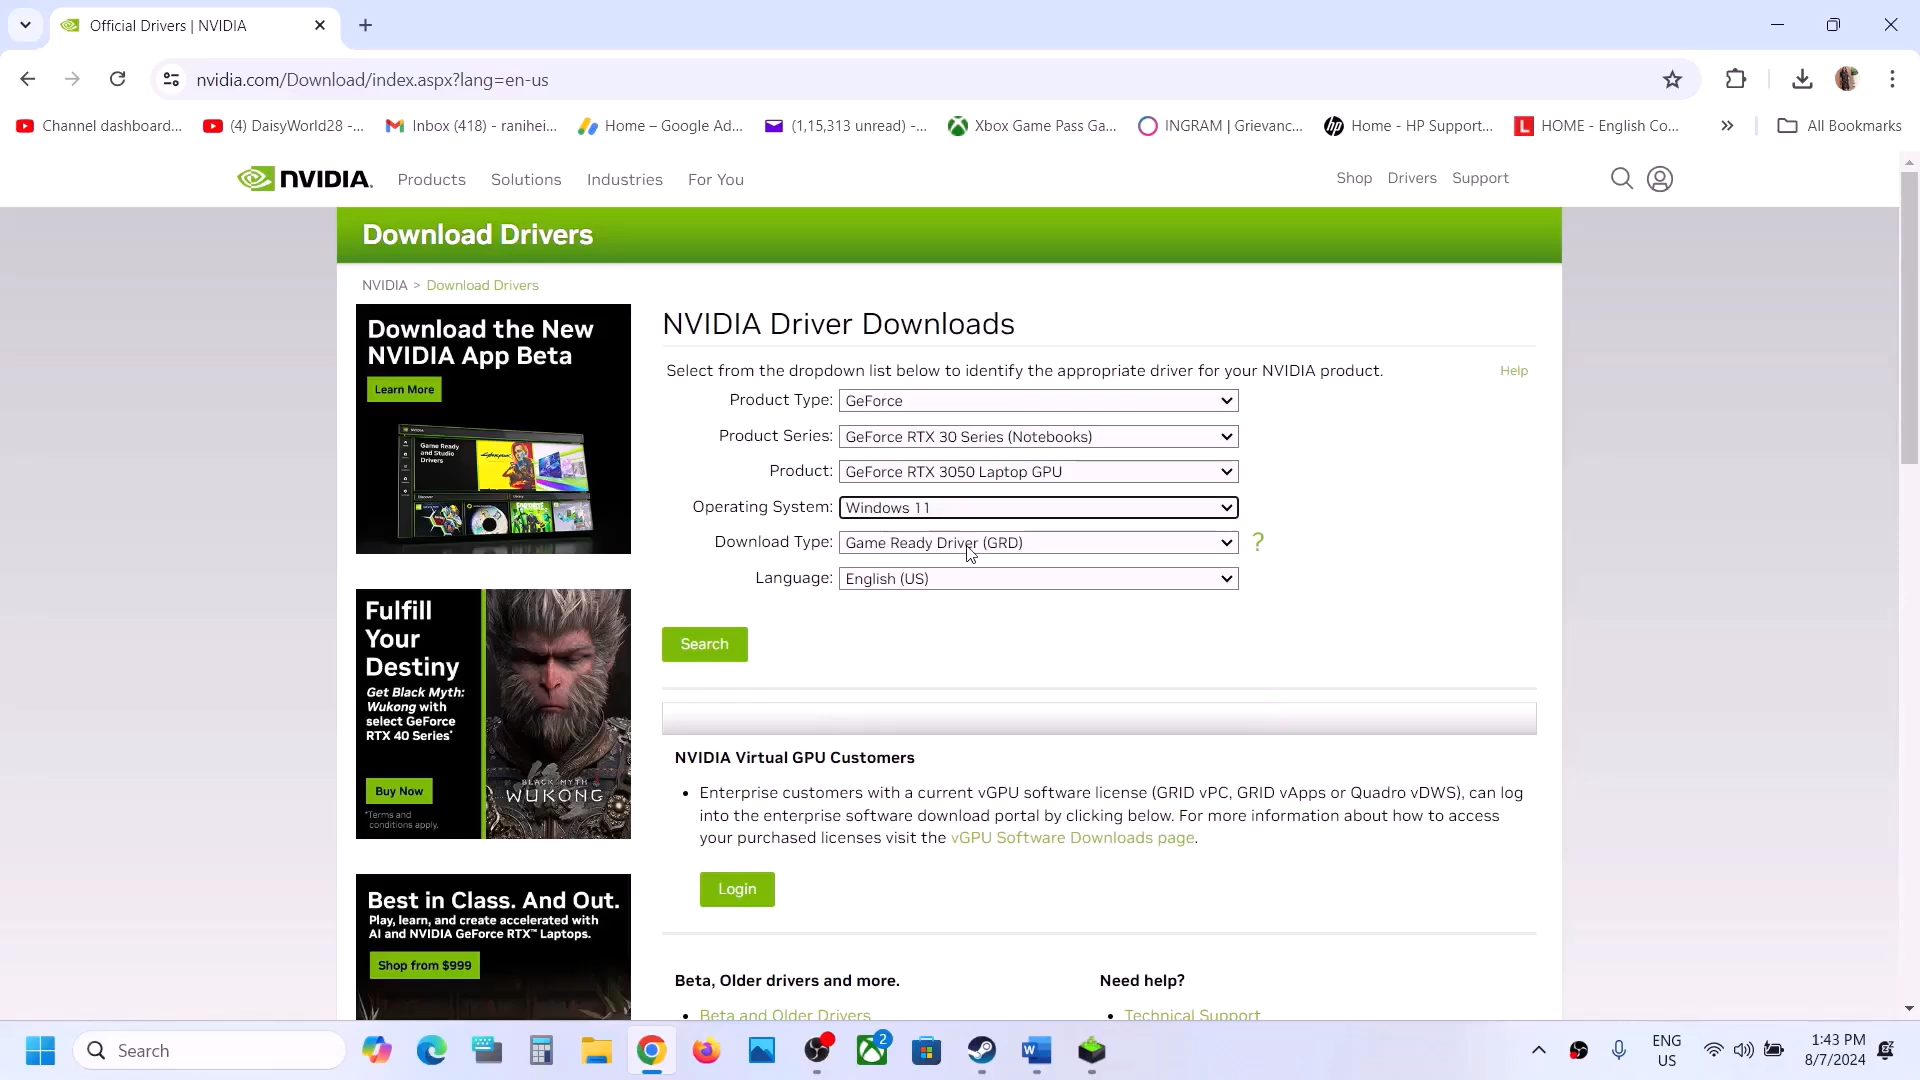 Official Drivers | NVIDIA
nvidia.com/Download/index.aspx?lang=en-us
Channel dashboard...
(4) DaisyWorld28 -...
Inbox (418) - ranihei...
Home – Google Ad...
(1,15,313 unread) -...
Xbox Game Pass Ga...
INGRAM | Grievanc...
Home - HP Support...
HOME - English Co...
All Bookmarks
NVIDIA.
Products
Solutions
Industries
For You
Shop
Drivers
Support
Download Drivers
NVIDIA > Download Drivers
Download the New
NVIDIA App Beta
Learn More
Game Ready
and Studio
Drivers
NVIDIA Driver Downloads
Select from the dropdown list below to identify the appropriate driver for your NVIDIA product.
Help
Product Type: GeForce
Product Series: GeForce RTX 30 Series (Notebooks)
Product: GeForce RTX 3050 Laptop GPU
Operating System: Windows 11
Download Type: Game Ready Driver (GRD) ?
Language: English (US)
Search
Fulfill
Your
Destiny
Get Black Myth:
Wukong with
select GeForce
RTX 40 Series*
Buy Now
*Terms and
conditions apply.
BLACK MYTH
WUKONG
NVIDIA Virtual GPU Customers
• Enterprise customers with a current vGPU software license (GRID vPC, GRID vApps or Quadro vDWS), can log
into the enterprise software download portal by clicking below. For more information about how to access
your purchased licenses visit the vGPU Software Downloads page.
Login
Best in Class. And Out.
Play, learn, and create accelerated with
AI and NVIDIA GeForce RTX™ Laptops.
Shop from $999
Beta, Older drivers and more.
• Beta and Older Drivers
Need help?
• Technical Support
Search
2
ENG
US
1:43 PM
8/7/2024